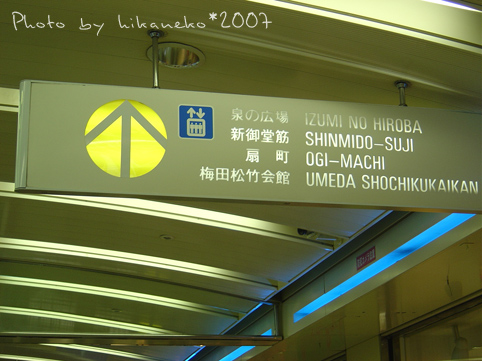 Photo by hikaneko*2007
泉の広場 IZUMI NO HIROBA
新御堂筋 SHINMIDO-SUJI
扇町 OGI-MACHI
梅田松竹会館 UMEDA SHOCHIKUKAIKAN